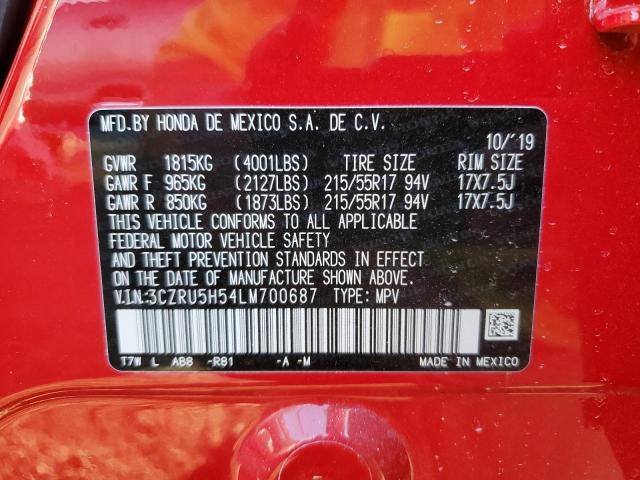 MFD.BY HONDA DE MEXICO S.A. DE C.V.
10/'19
GVWR 1815KG (4001LBS) TIRE SIZE RIM SIZE
GAWR F 965KG (2127LBS) 215/55R17 94V 17X7.5J
GAWR R 850KG (1873LBS) 215/55R17 94V 17X7.5J
THIS VEHICLE CONFORMS TO ALL APPLICABLE
FEDERAL MOTOR VEHICLE SAFETY
AND THEFT PREVENTION STANDARDS IN EFFECT
ON THE DATE OF MANUFACTURE SHOWN ABOVE.
V.I.N:3CZRU5H54LM700687 TYPE: MPV
T7W L AB8 -R81 -A -M MADE IN MEXICO